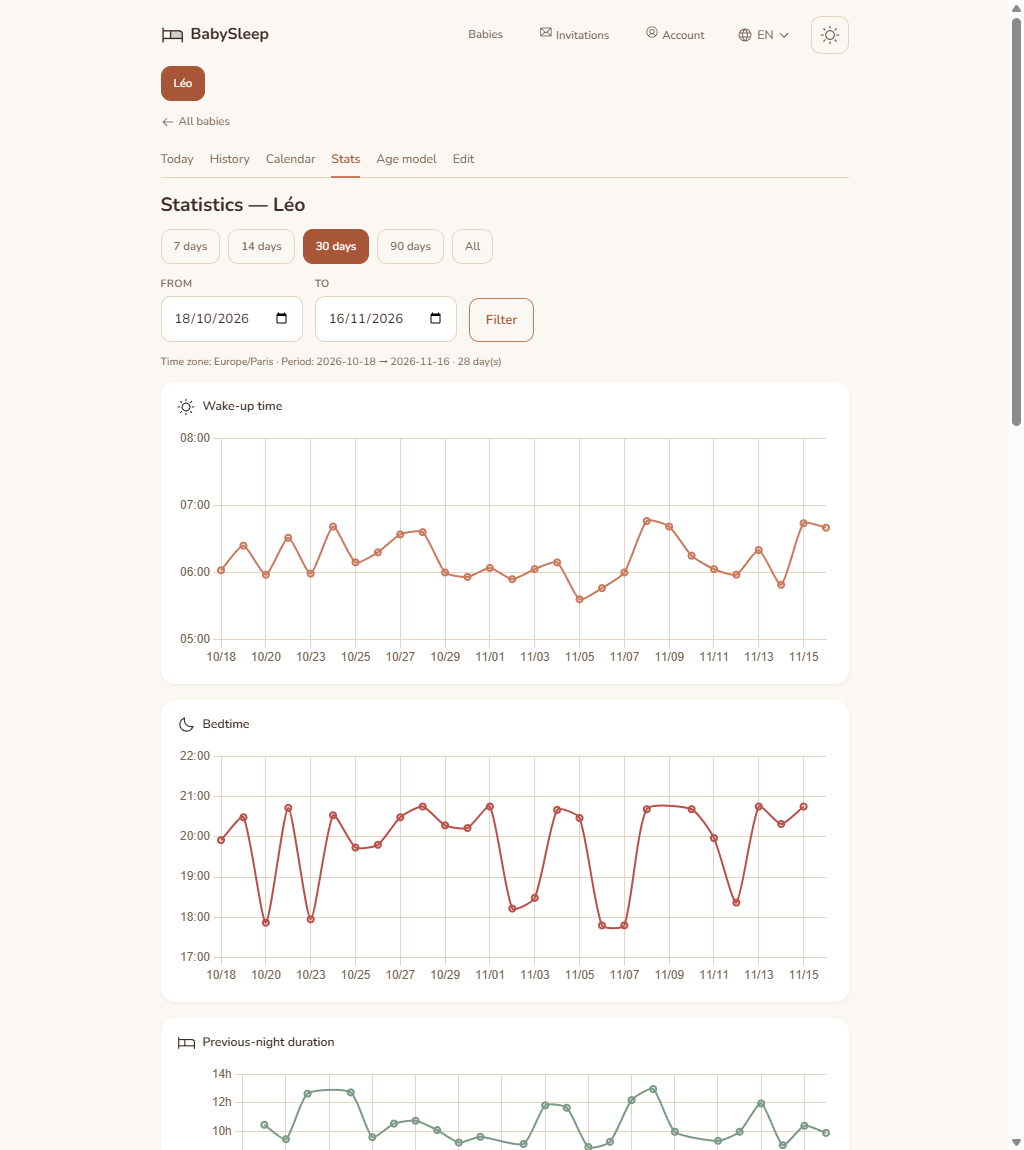 BabySleep
Babies
Invitations
Account
EN
Léo
← All babies
Today History Calendar Stats Age model Edit
Statistics — Léo
7 days 14 days 30 days 90 days All
FROM TO
18/10/2026 16/11/2026 Filter
Time zone: Europe/Paris · Period: 2026-10-18 → 2026-11-16 · 28 day(s)
Wake-up time
08:00
07:00
06:00
05:00
10/18 10/20 10/23 10/25 10/27 10/29 11/01 11/03 11/05 11/07 11/09 11/11 11/13 11/15
Bedtime
22:00
21:00
20:00
19:00
18:00
17:00
10/18 10/20 10/23 10/25 10/27 10/29 11/01 11/03 11/05 11/07 11/09 11/11 11/13 11/15
Previous-night duration
14h
12h
10h